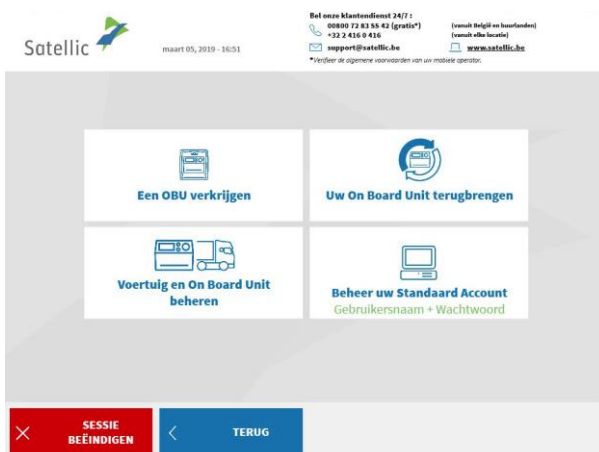 Satellic
maart 05, 2019 - 16:51
Bel onze klantendienst 24/7 :
00800 72 83 55 42 (gratis*) (vanuit België en buurlanden)
+32 2 416 0 416 (vanuit elke locatie)
support@satellic.be www.satellic.be
*Verifieer de algemene voorwaarden van uw mobiele operator.
Een OBU verkrijgen
Uw On Board Unit terugbrengen
Voertuig en On Board Unit
beheren
Beheer uw Standaard Account
Gebruikersnaam + Wachtwoord
SESSIE
BEËINDIGEN
TERUG